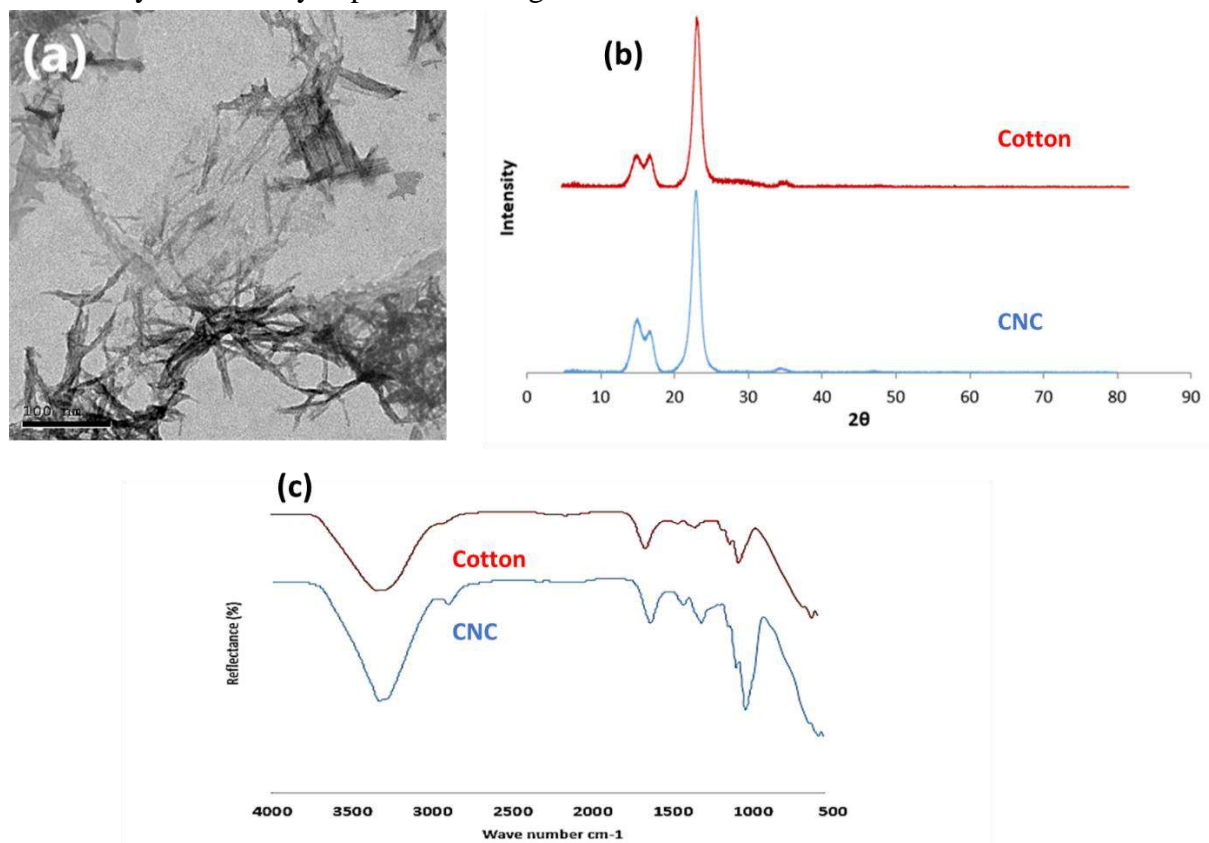 (a)
100 nm
(b)
Cotton
CNC
Intensity
0 10 20 30 40 50 60 70 80 90
2θ
(c)
Cotton
CNC
Reflectance (%)
4000 3500 3000 2500 2000 1500 1000 500
Wave number cm-1